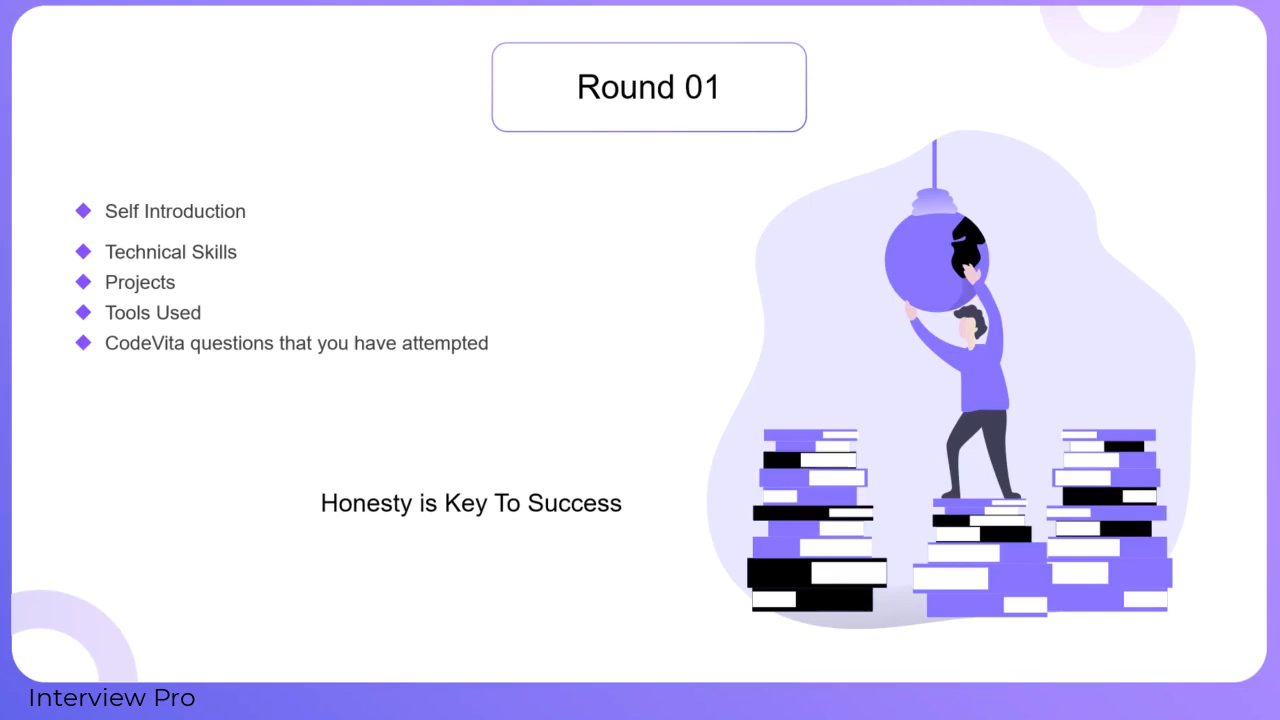 Round 01
Self Introduction
Technical Skills
Projects
Tools Used
CodeVita questions that you have attempted
Honesty is Key To Success
Interview Pro